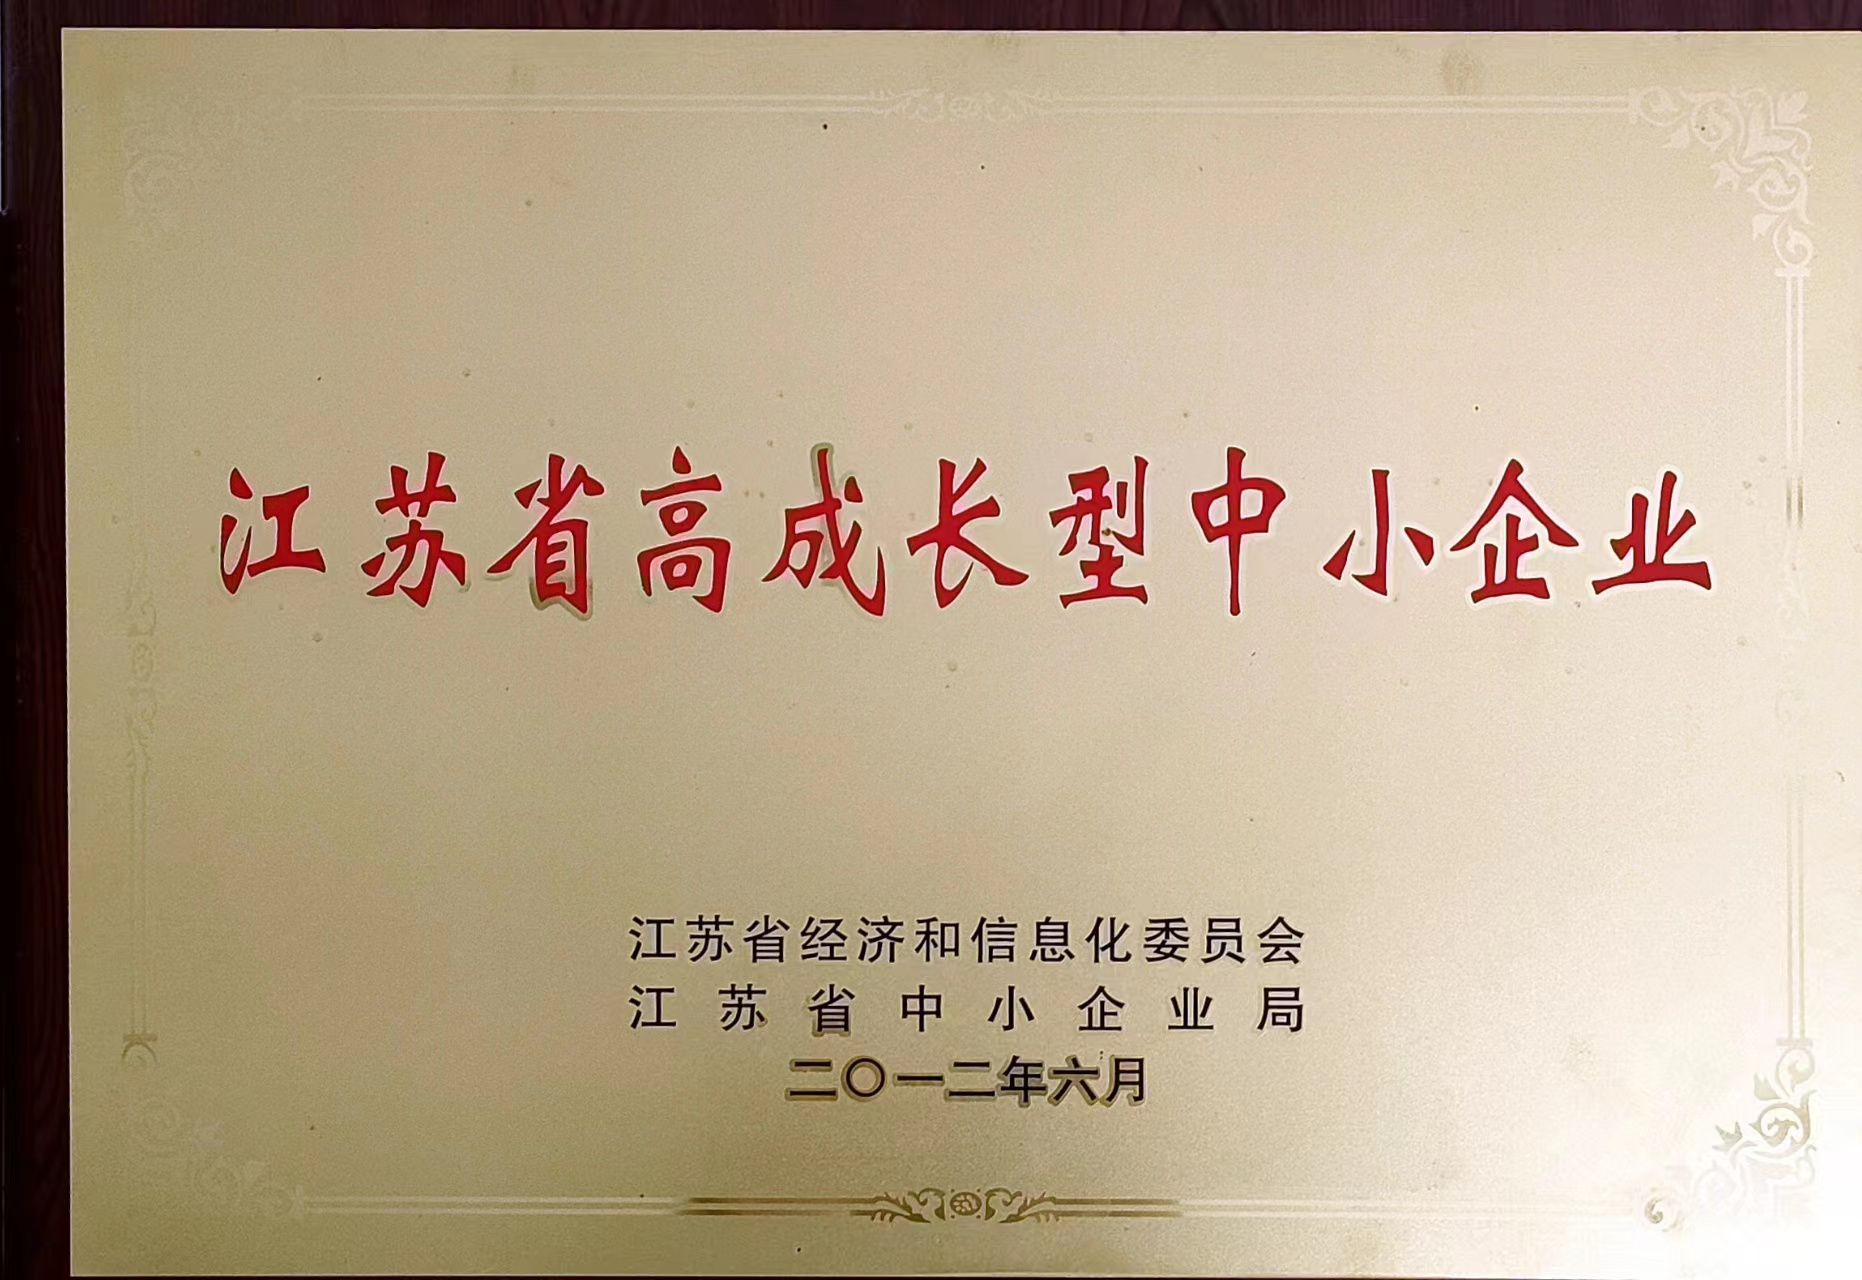 江苏省高成长型中小企业
江苏省经济和信息化委员会
江苏省中小企业局
二〇一二年六月